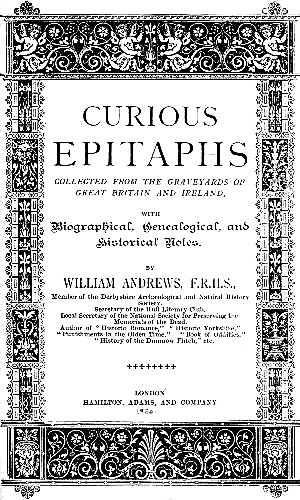 CURIOUS
EPITAPHS
COLLECTED FROM THE GRAVEYARDS OF
GREAT BRITAIN AND IRELAND,
WITH
Biographical, Genealogical, and
Historical Notes.
BY
WILLIAM ANDREWS, F.R.H.S.,
Member of the Derbyshire Archæological and Natural History
Society.
Secretary of the Hull Literary Club,
Local Secretary of the National Society for Preserving the
Memorials of the Dead.
Author of "Historic Romance," "Historic Yorkshire,"
"Punishments in the Olden Time," "Book of Oddities,"
"History of the Dunmow Flitch," etc.
LONDON
HAMILTON, ADAMS, AND COMPANY